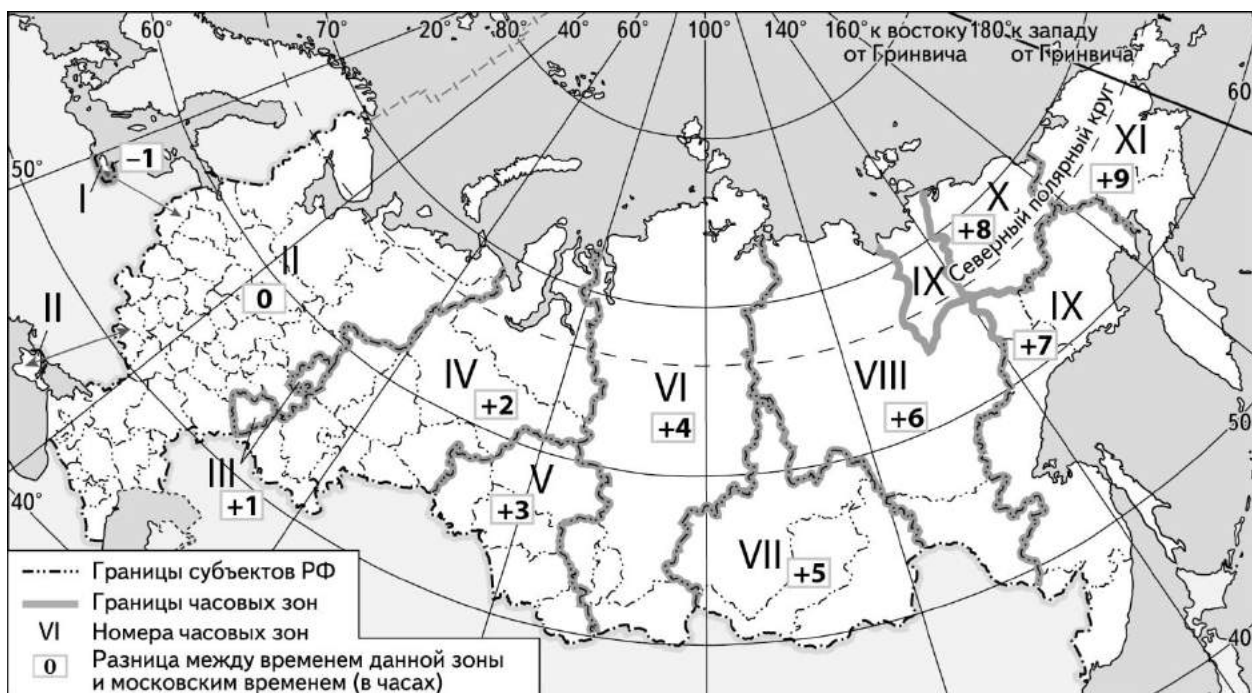 60°
70°
80°
20°
40°
60°
80°
100°
120°
140°
160° к востоку
от Гринвича
180° к западу
от Гринвича
60°
50°
50°
40°
40°
Северный полярный круг
I
−1
II
II
0
III
+1
IV
+2
V
+3
VI
+4
VII
+5
VIII
+6
IX
IX
+7
X
+8
XI
+9
Границы субъектов РФ
Границы часовых зон
VI Номера часовых зон
0 Разница между временем данной зоны
и московским временем (в часах)